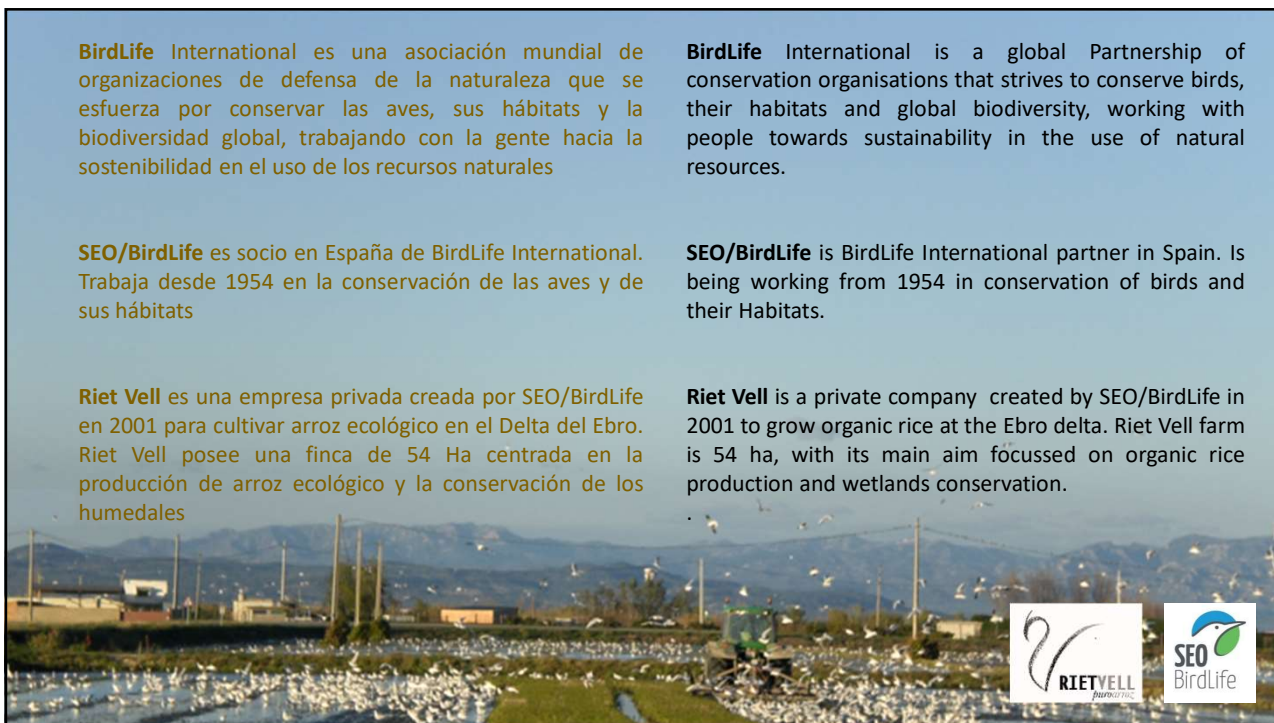 BirdLife International es una asociación mundial de
organizaciones de defensa de la naturaleza que se
esfuerza por conservar las aves, sus hábitats y la
biodiversidad global, trabajando con la gente hacia la
sostenibilidad en el uso de los recursos naturales
SEO/BirdLife es socio en España de BirdLife International.
Trabaja desde 1954 en la conservación de las aves y de
sus hábitats
Riet Vell es una empresa privada creada por SEO/BirdLife
en 2001 para cultivar arroz ecológico en el Delta del Ebro.
Riet Vell posee una finca de 54 Ha centrada en la
producción de arroz ecológico y la conservación de los
humedales
BirdLife International is a global Partnership of
conservation organisations that strives to conserve birds,
their habitats and global biodiversity, working with
people towards sustainability in the use of natural
resources.
SEO/BirdLife is BirdLife International partner in Spain. Is
being working from 1954 in conservation of birds and
their Habitats.
Riet Vell is a private company created by SEO/BirdLife in
2001 to grow organic rice at the Ebro delta. Riet Vell farm
is 54 ha, with its main aim focussed on organic rice
production and wetlands conservation.
.
RIETVELL
puroarroz
SEO
BirdLife